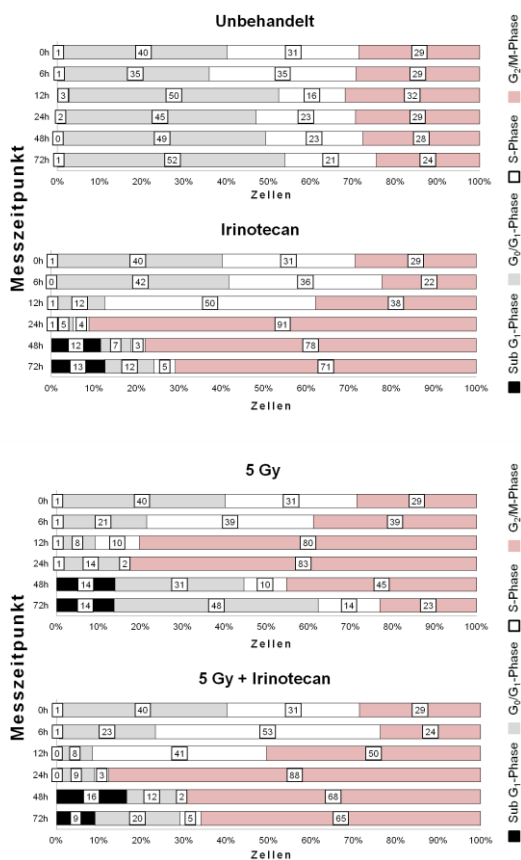 Unbehandelt
0h 1 40 31 29
6h 1 35 35 29
12h 3 50 16 32
24h 2 45 23 29
48h 0 49 23 28
72h 1 52 21 24
0% 10% 20% 30% 40% 50% 60% 70% 80% 90% 100%
Zellen
Irinotecan
0h 1 40 31 29
6h 0 42 36 22
12h 1 12 50 38
24h 1 5 4 91
48h 12 7 3 78
72h 13 12 5 71
0% 10% 20% 30% 40% 50% 60% 70% 80% 90% 100%
Zellen
Messzeitpunkt
Sub G1-Phase G0/G1-Phase S-Phase G2/M-Phase
5 Gy
0h 1 40 31 29
6h 1 21 39 39
12h 1 8 10 80
24h 1 14 2 83
48h 14 31 10 45
72h 14 48 14 23
0% 10% 20% 30% 40% 50% 60% 70% 80% 90% 100%
Zellen
5 Gy + Irinotecan
0h 1 40 31 29
6h 1 23 53 24
12h 0 8 41 50
24h 0 9 3 88
48h 16 12 2 68
72h 9 20 5 65
0% 10% 20% 30% 40% 50% 60% 70% 80% 90% 100%
Zellen
Messzeitpunkt
Sub G1-Phase G0/G1-Phase S-Phase G2/M-Phase